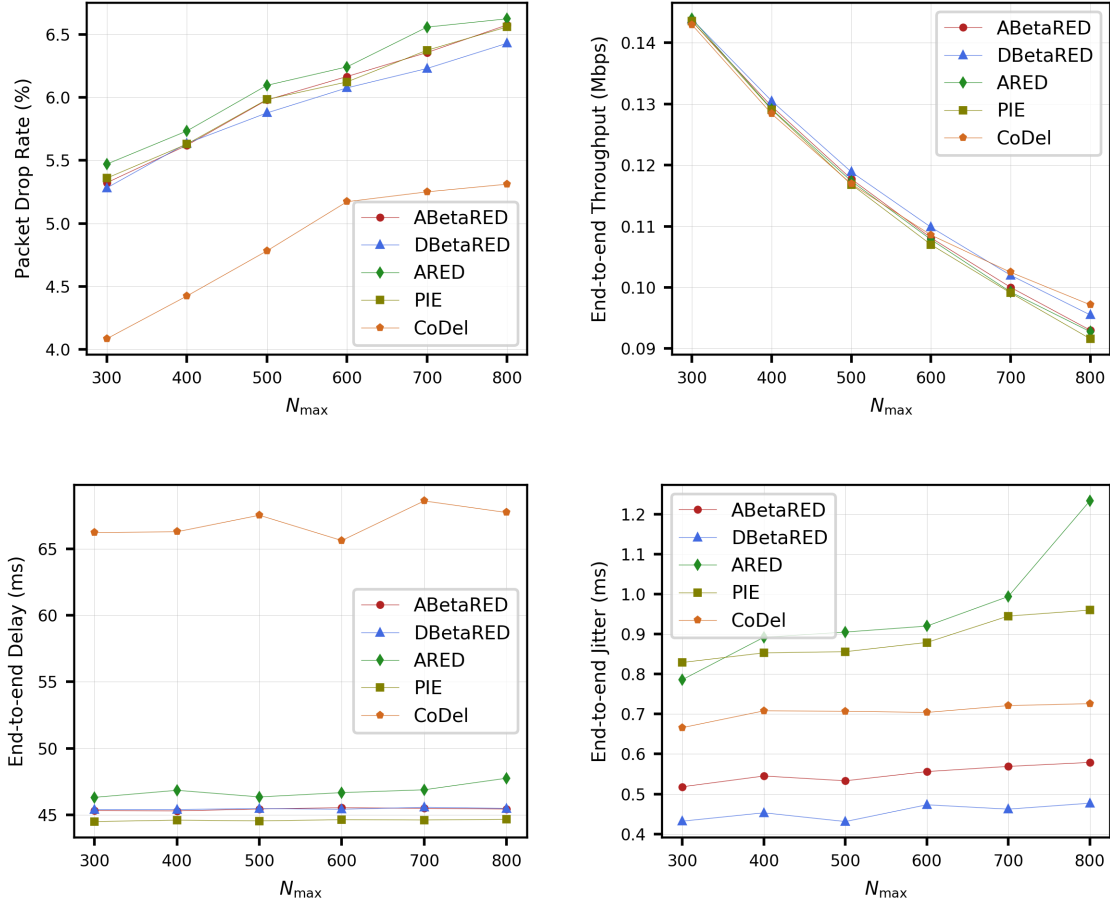 Packet Drop Rate (%)
6.5
6.0
5.5
5.0
4.5
4.0
300 400 500 600 700 800
N_max
ABetaRED
DBetaRED
ARED
PIE
CoDel
End-to-end Throughput (Mbps)
0.14
0.13
0.12
0.11
0.10
0.09
300 400 500 600 700 800
N_max
ABetaRED
DBetaRED
ARED
PIE
CoDel
End-to-end Delay (ms)
65
60
55
50
45
300 400 500 600 700 800
N_max
ABetaRED
DBetaRED
ARED
PIE
CoDel
End-to-end Jitter (ms)
1.2
1.1
1.0
0.9
0.8
0.7
0.6
0.5
0.4
300 400 500 600 700 800
N_max
ABetaRED
DBetaRED
ARED
PIE
CoDel